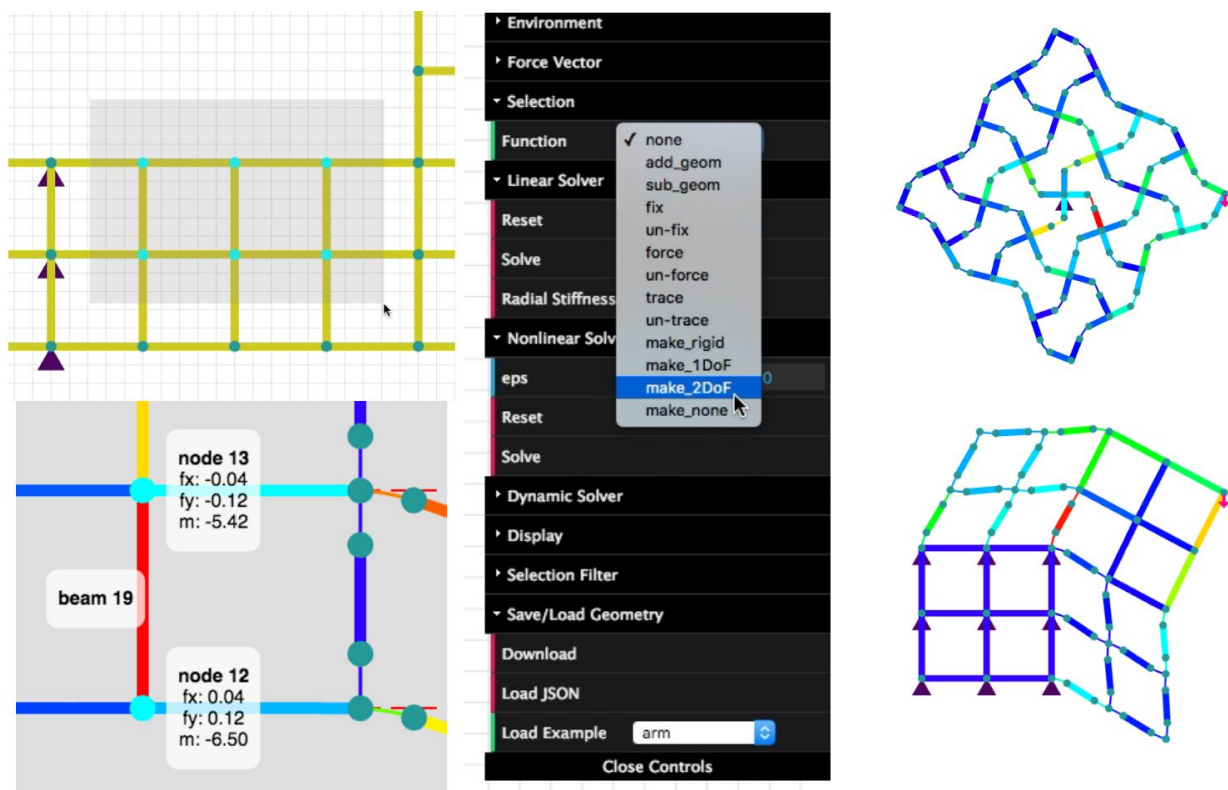 node 13
fx: -0.04
fy: -0.12
m: -5.42
beam 19
node 12
fx: 0.04
fy: 0.12
m: -6.50
Environment
Force Vector
Selection
Function
✓ none
add_geom
sub_geom
fix
un-fix
force
un-force
trace
un-trace
make_rigid
make_1DoF
make_2DoF
make_none
Linear Solver
Reset
Solve
Radial Stiffness
Nonlinear Solv
eps
0
Reset
Solve
Dynamic Solver
Display
Selection Filter
Save/Load Geometry
Download
Load JSON
Load Example arm
Close Controls